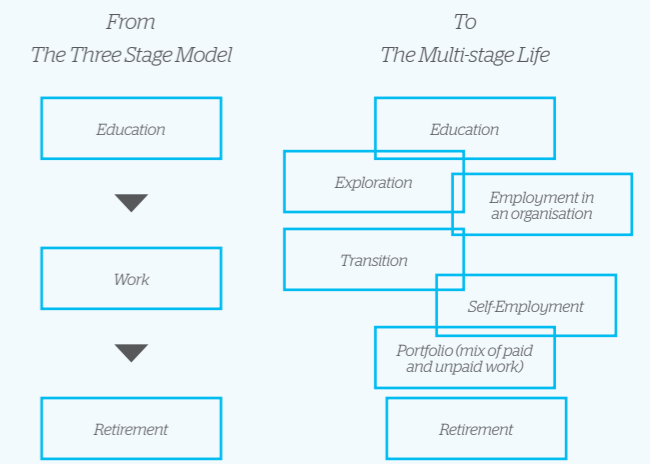 From
The Three Stage Model
Education
Work
Retirement
To
The Multi-stage Life
Education
Exploration
Employment in
an organisation
Transition
Self-Employment
Portfolio (mix of paid
and unpaid work)
Retirement